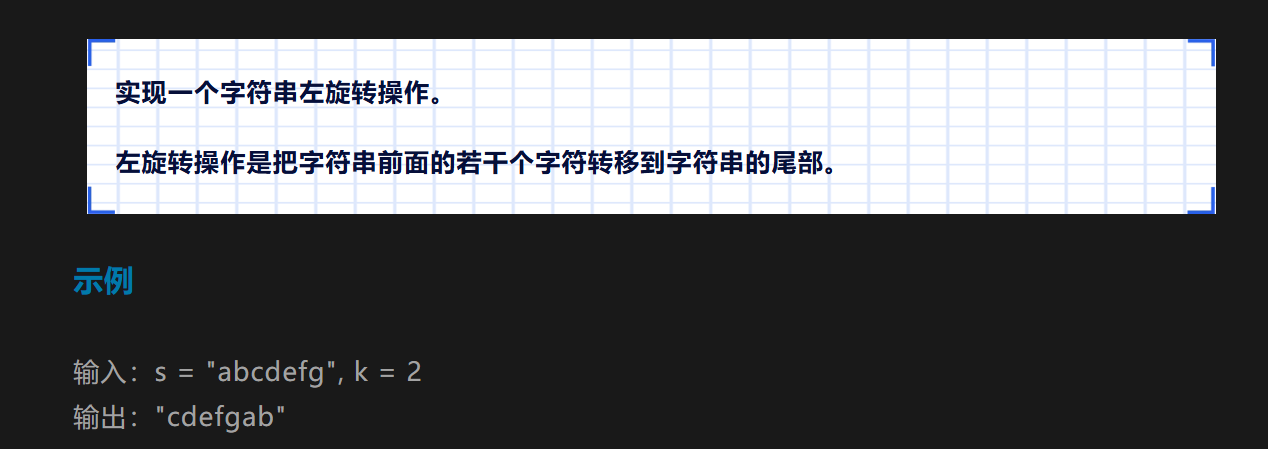 实现一个字符串左旋转操作。
左旋转操作是把字符串前面的若干个字符转移到字符串的尾部。
示例
输入：s = "abcdefg", k = 2
输出："cdefgab"